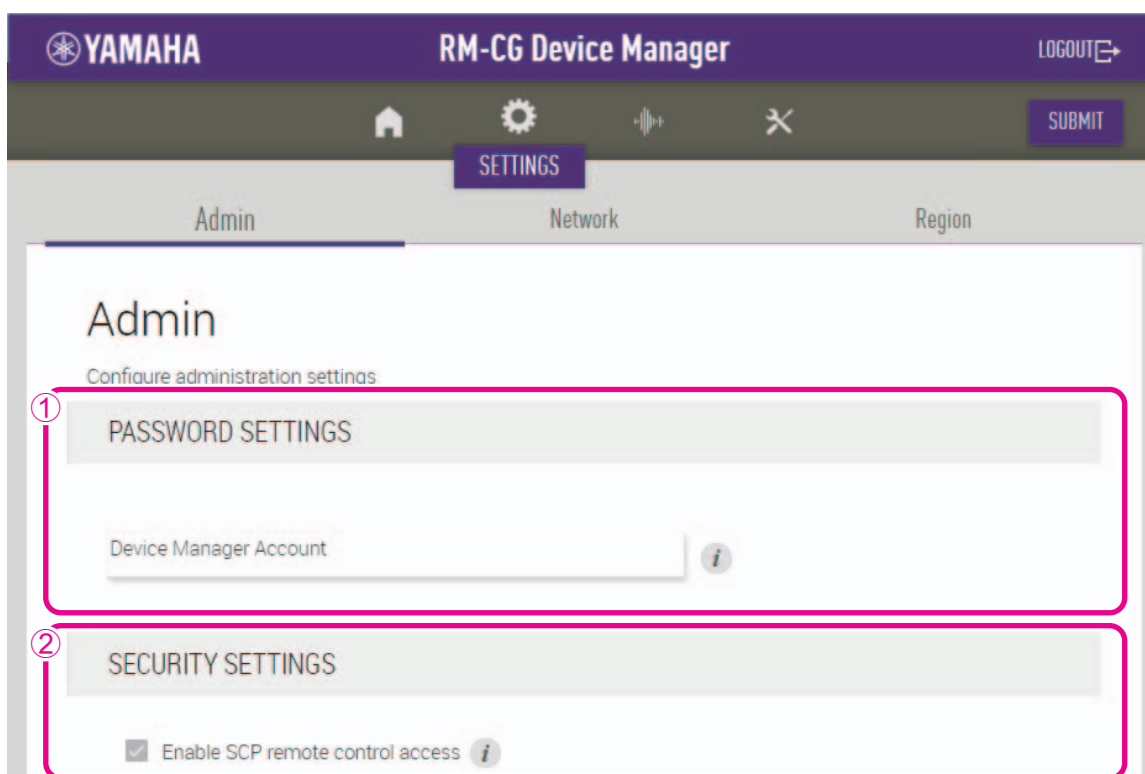 YAMAHA RM-CG Device Manager LOGOUT
SUBMIT
SETTINGS
Admin Network Region
Admin
Configure administration settings
①
PASSWORD SETTINGS
Device Manager Account i
②
SECURITY SETTINGS
Enable SCP remote control access i